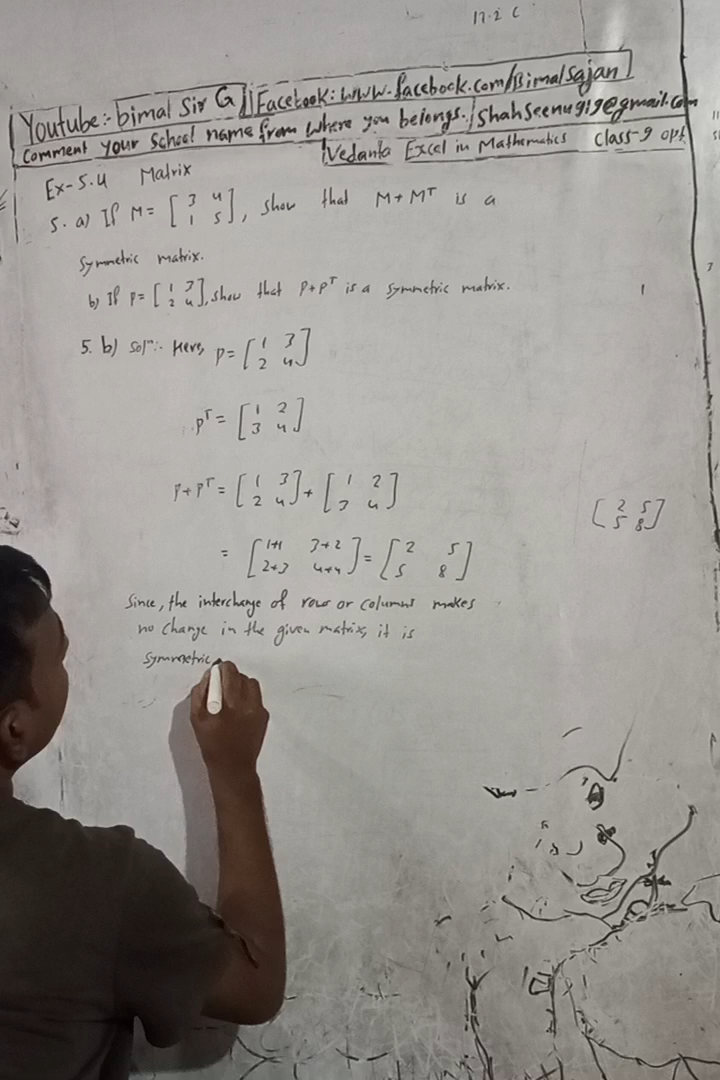 17.2 C
Youtube:- bimal Sir G || Facebook: www.facebook.com/Bimalsajan
Comment your School name from where you belongs. | shahseenu919@gmail.com
Vedanta Excel in Mathematics Class-9 opt
Ex-5.4 Matrix
5. a) If M = [3 4
1 5], show that M + Mᵀ is a
Symmetric matrix.
b) If P = [1 3
2 4], show that P+Pᵀ is a symmetric matrix.
5. b) Solⁿ:- Here, P = [1 3
2 4]
Pᵀ = [1 2
3 4]
P+Pᵀ = [1 3
2 4] + [1 2
3 4]
[2 5
5 8]
= [1+1 3+2
2+3 4+4] = [2 5
5 8]
Since, the interchange of rows or columns makes
no change in the given matrix, it is
symmetric